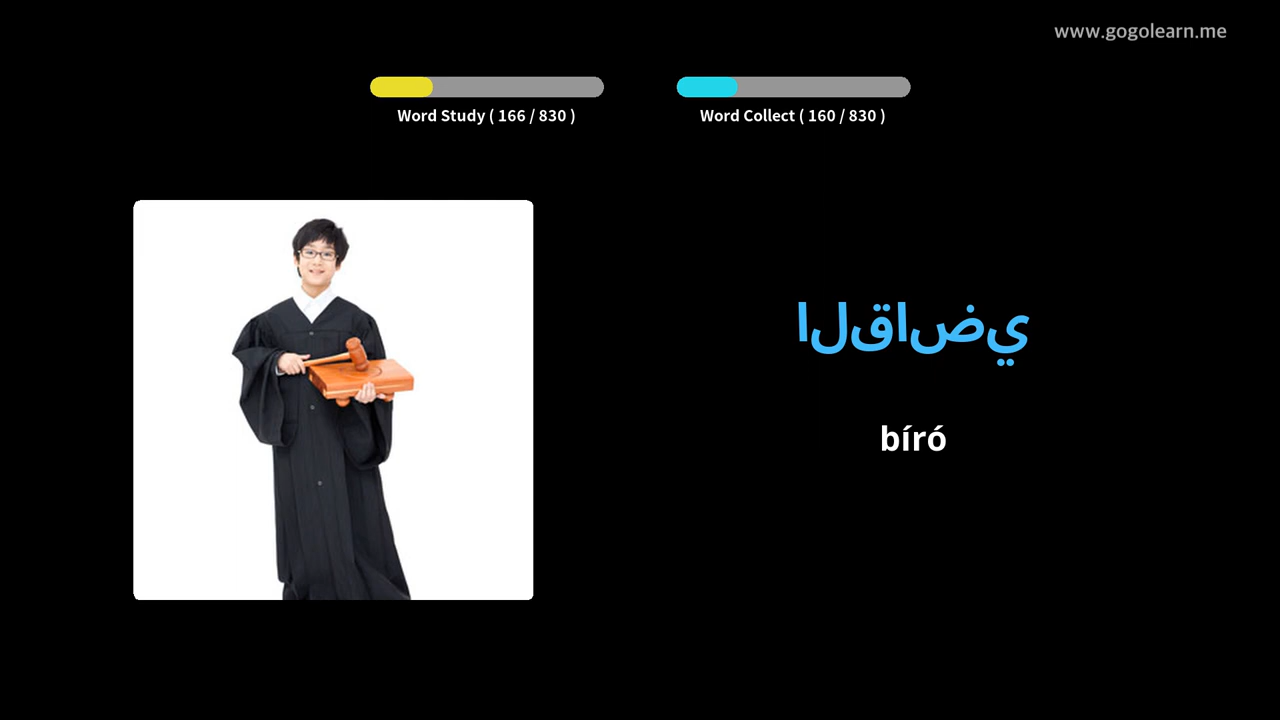 www.gogolearn.me
Word Study ( 166 / 830 )
Word Collect ( 160 / 830 )
القاضي
bíró